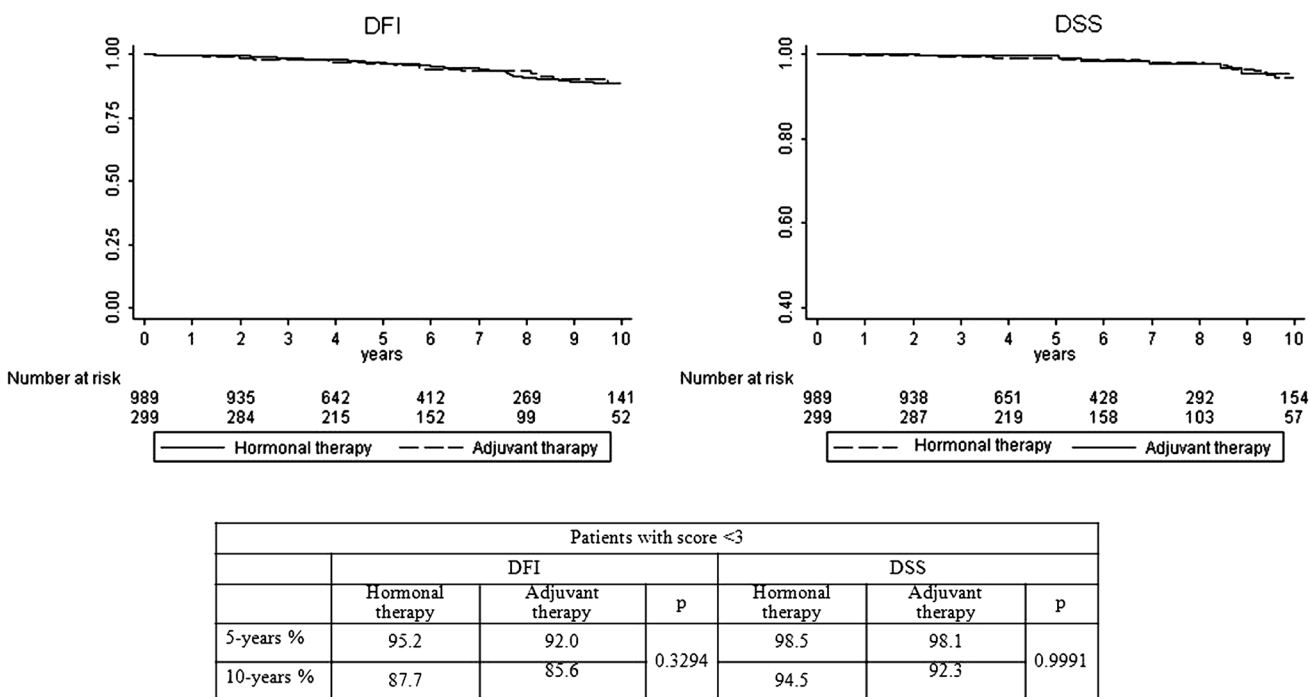 DFI
1.00
0.75
0.50
0.25
0.00
0 1 2 3 4 5 6 7 8 9 10
years
Number at risk
989 935 642 412 269 141
299 284 215 152 99 52
Hormonal therapy Adjuvant tharapy
DSS
1.00
0.80
0.60
0.40
0 1 2 3 4 5 6 7 8 9 10
years
Number at risk
989 938 651 428 292 154
299 287 219 158 103 57
Hormonal therapy Adjuvant therapy
Patients with score <3
DFI DSS
Hormonal therapy Adjuvant therapy p Hormonal therapy Adjuvant therapy p
5-years % 95.2 92.0 0.3294 98.5 98.1 0.9991
10-years % 87.7 85.6 94.5 92.3